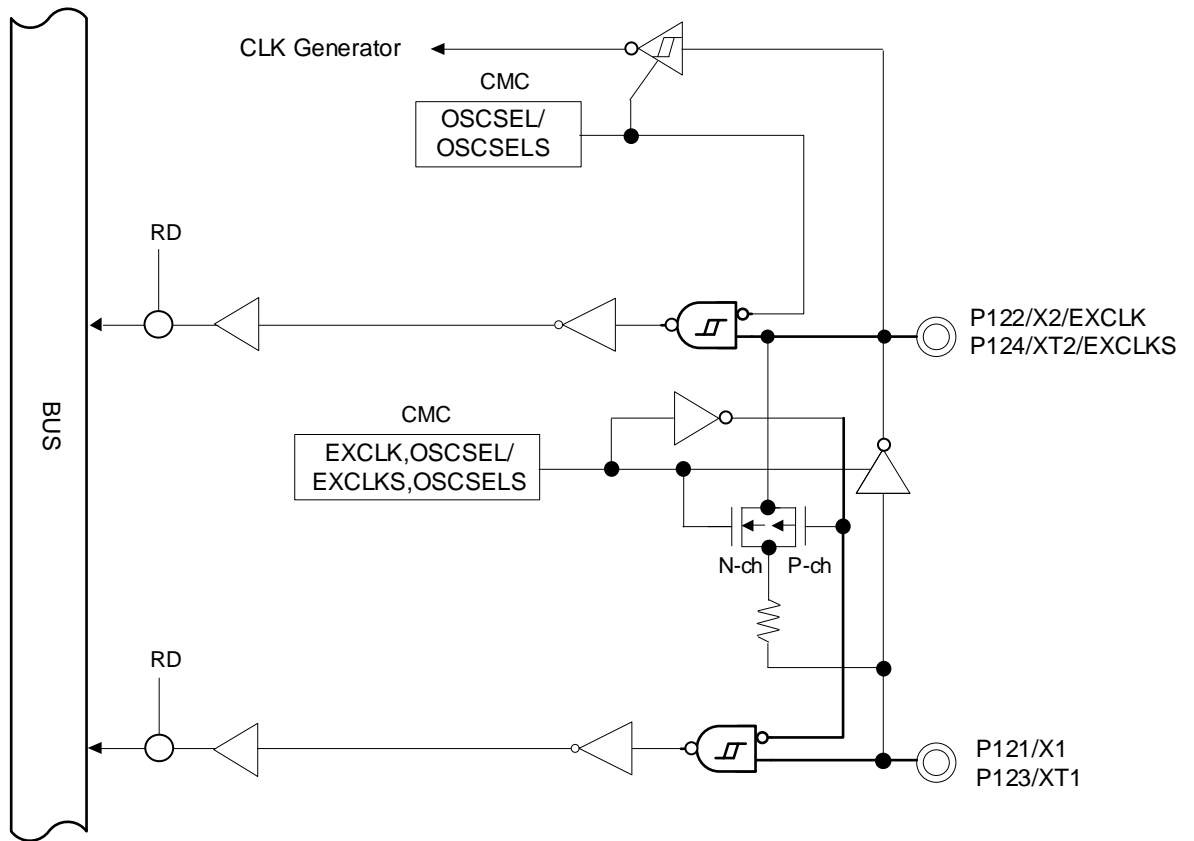 CLK Generator
CMC
OSCSEL/
OSCSELS
RD
P122/X2/EXCLK
P124/XT2/EXCLKS
BUS
CMC
EXCLK,OSCSEL/
EXCLKS,OSCSELS
N-ch
P-ch
RD
P121/X1
P123/XT1